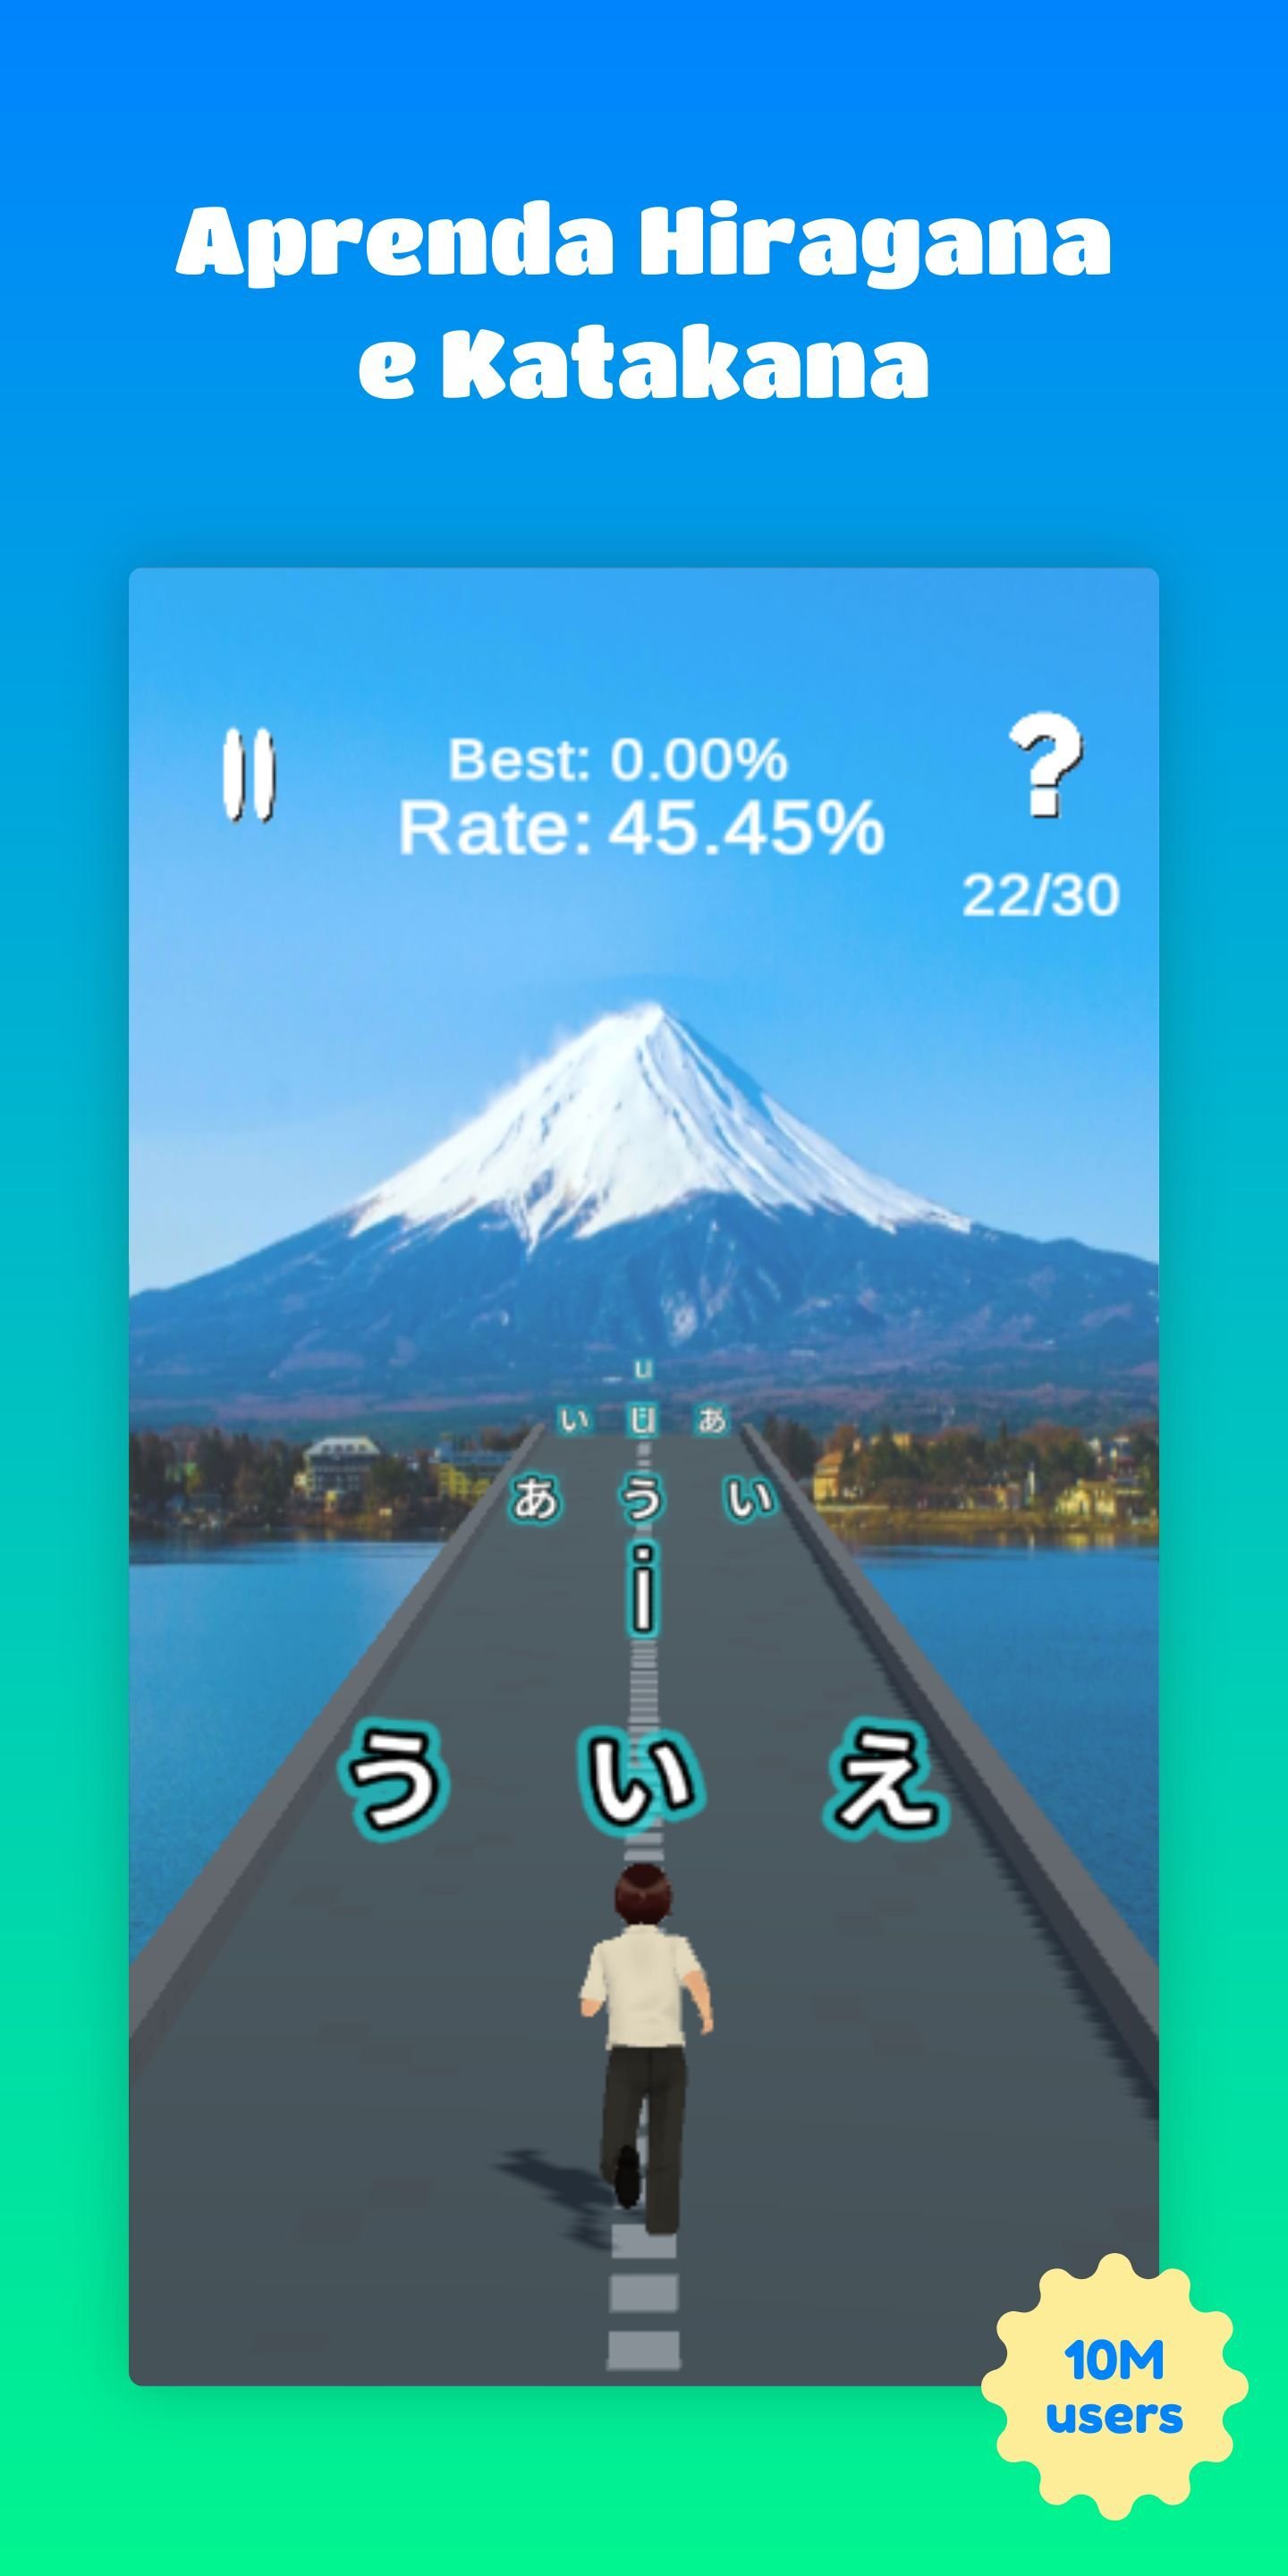 Aprenda Hiragana
e Katakana
?
Best: 0.00%
Rate: 45.45%
22/30
u
い あ
あ う い
i
う い え
10M
users